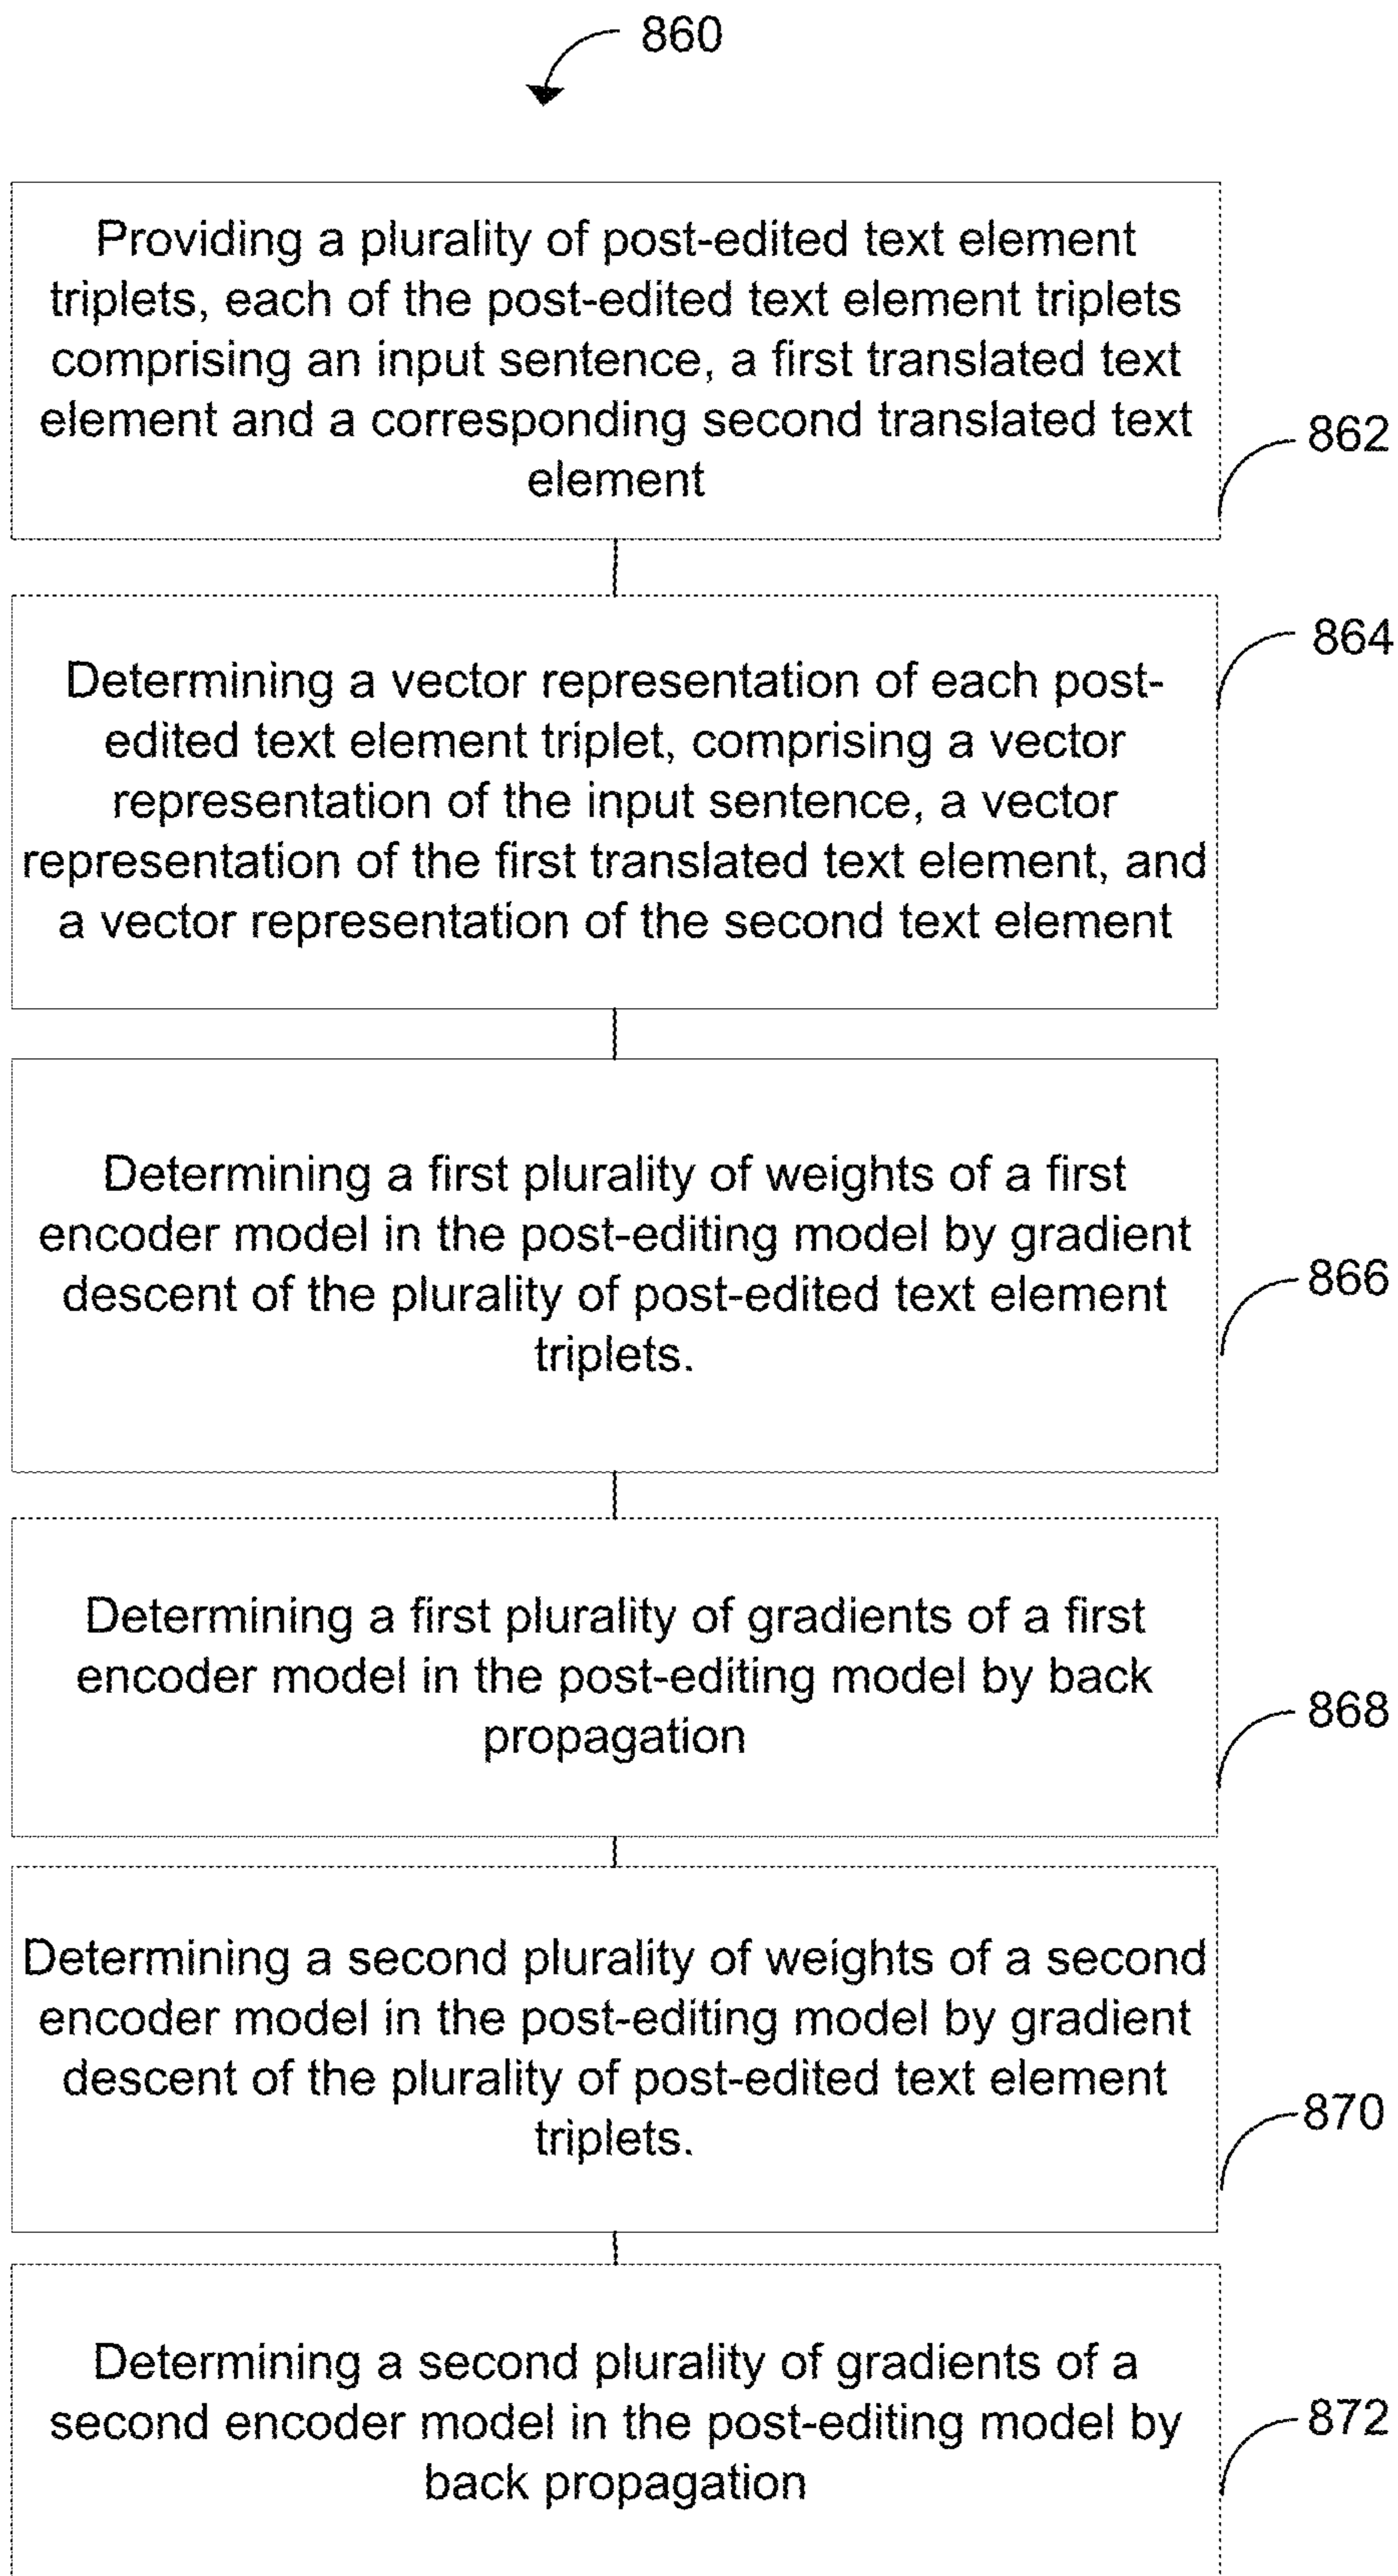 860
Providing a plurality of post-edited text element
triplets, each of the post-edited text element triplets
comprising an input sentence, a first translated text
element and a corresponding second translated text
element
862
864
Determining a vector representation of each post-
edited text element triplet, comprising a vector
representation of the input sentence, a vector
representation of the first translated text element, and
a vector representation of the second text element
Determining a first plurality of weights of a first
encoder model in the post-editing model by gradient
descent of the plurality of post-edited text element
triplets.
866
Determining a first plurality of gradients of a first
encoder model in the post-editing model by back
propagation
868
Determining a second plurality of weights of a second
encoder model in the post-editing model by gradient
descent of the plurality of post-edited text element
triplets.
870
Determining a second plurality of gradients of a
second encoder model in the post-editing model by
back propagation
872